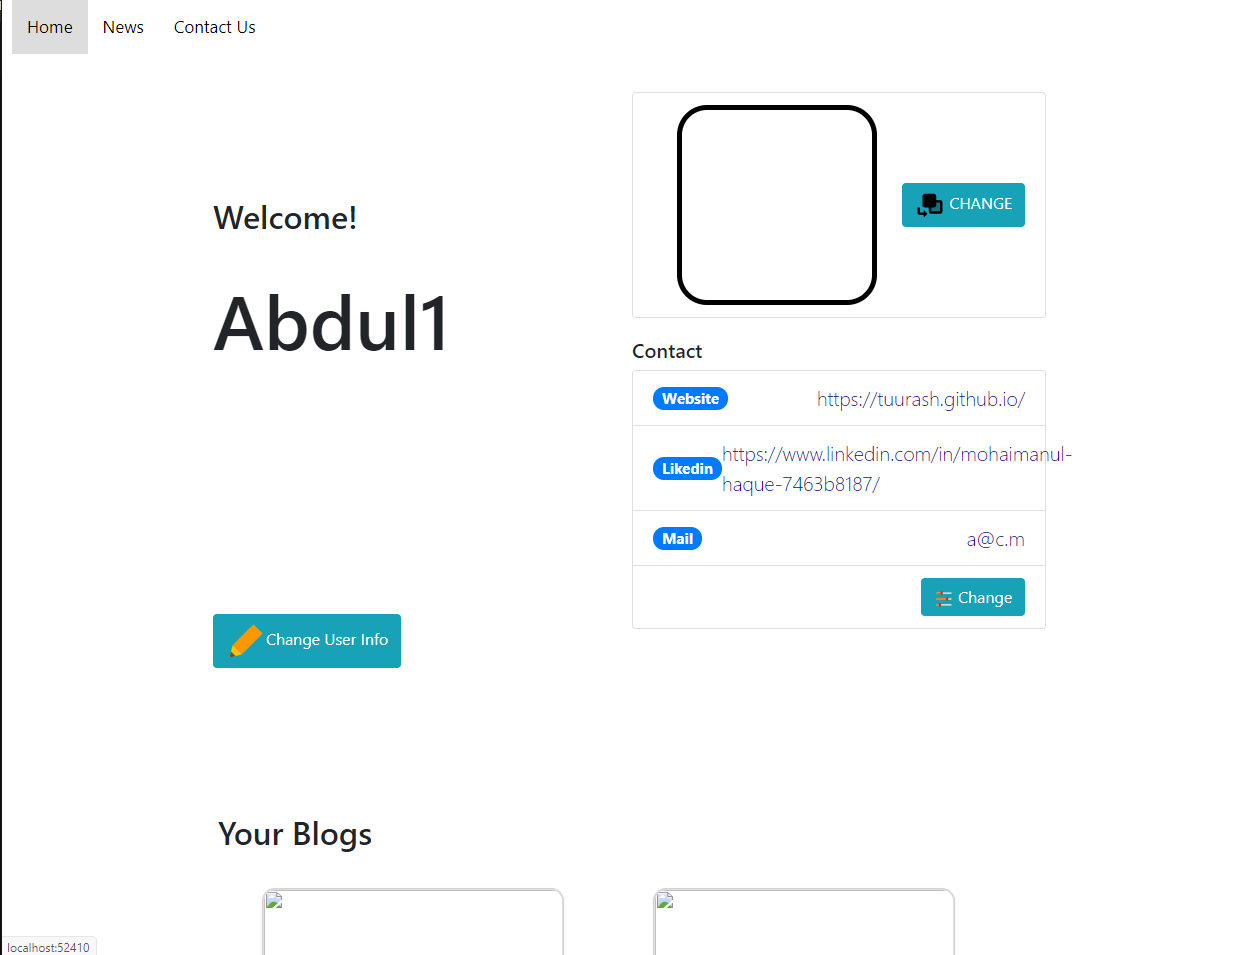 Home News Contact Us
CHANGE
Welcome!
Abdul1
Contact
Website https://tuurash.github.io/
Likedin https://www.linkedin.com/in/mohaimanul-
haque-7463b8187/
Mail a@c.m
Change
Change User Info
Your Blogs
localhost:52410